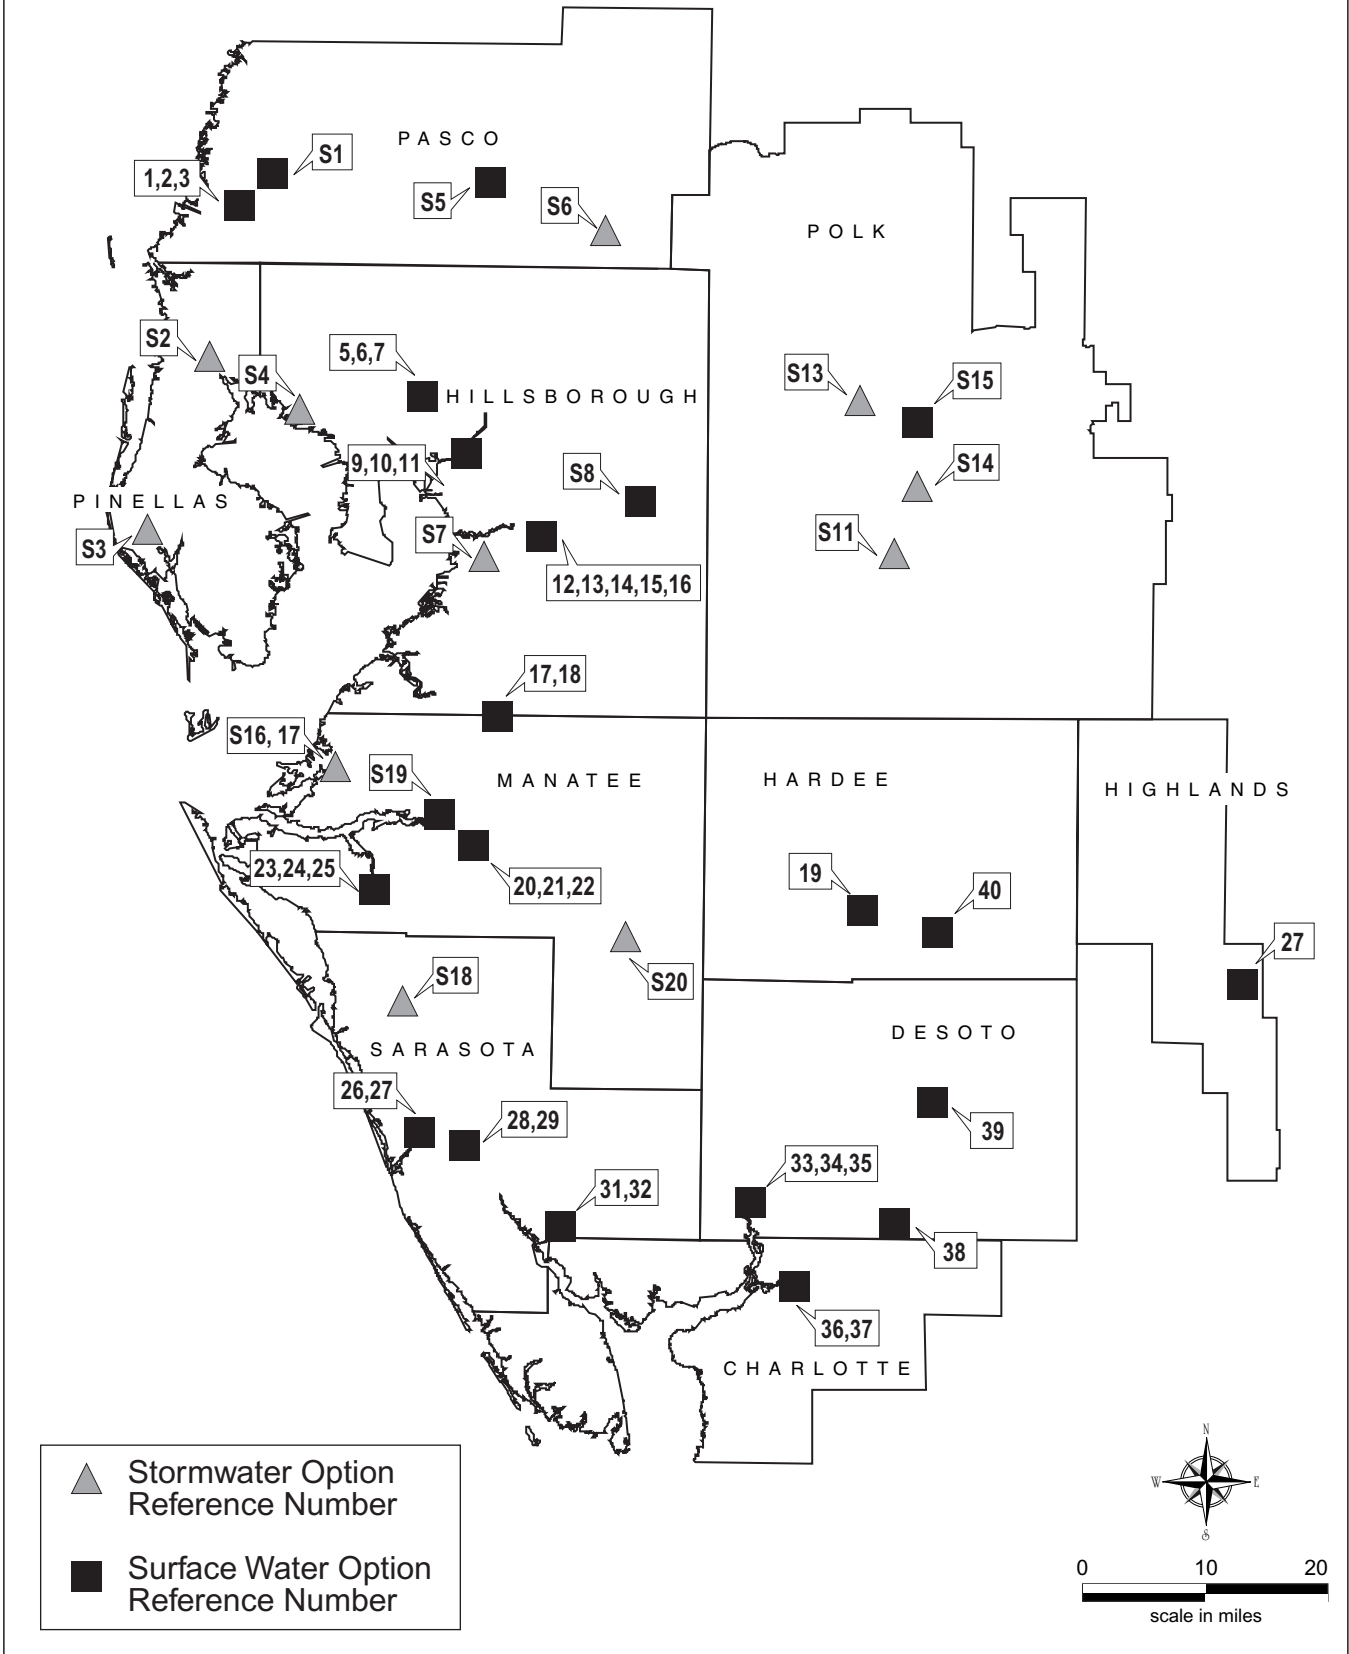 PASCO
S1
1,2,3
S5
S6
POLK
S2
S4
5,6,7
HILLSBOROUGH
S13
S15
9,10,11
S8
S14
PINELLAS
S3
S7
S11
12,13,14,15,16
17,18
S16, 17
S19
MANATEE
HARDEE
HIGHLANDS
23,24,25
20,21,22
19
40
27
S18
S20
DESOTO
SARASOTA
26,27
28,29
39
33,34,35
31,32
38
36,37
CHARLOTTE
Stormwater Option
Reference Number
Surface Water Option
Reference Number
N
W
E
S
0 10 20
scale in miles